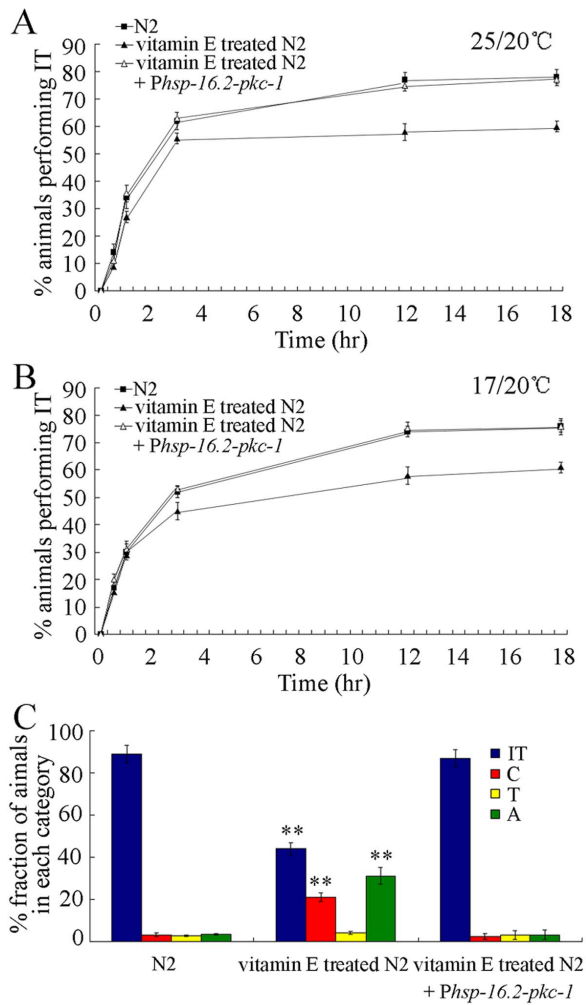 A
N2
vitamin E treated N2
vitamin E treated N2
+ Phsp-16.2-pkc-1
25/20℃
% animals performing IT
90
80
70
60
50
40
30
20
10
0
0 2 4 6 8 10 12 14 16 18
Time (hr)
B
N2
vitamin E treated N2
vitamin E treated N2
+ Phsp-16.2-pkc-1
17/20℃
% animals performing IT
90
80
70
60
50
40
30
20
10
0
0 2 4 6 8 10 12 14 16 18
Time (hr)
C
% fraction of aimals
in each category
100
80
60
40
20
0
**
**
**
IT
C
T
A
N2
vitamin E treated N2
vitamin E treated N2
+ Phsp-16.2-pkc-1